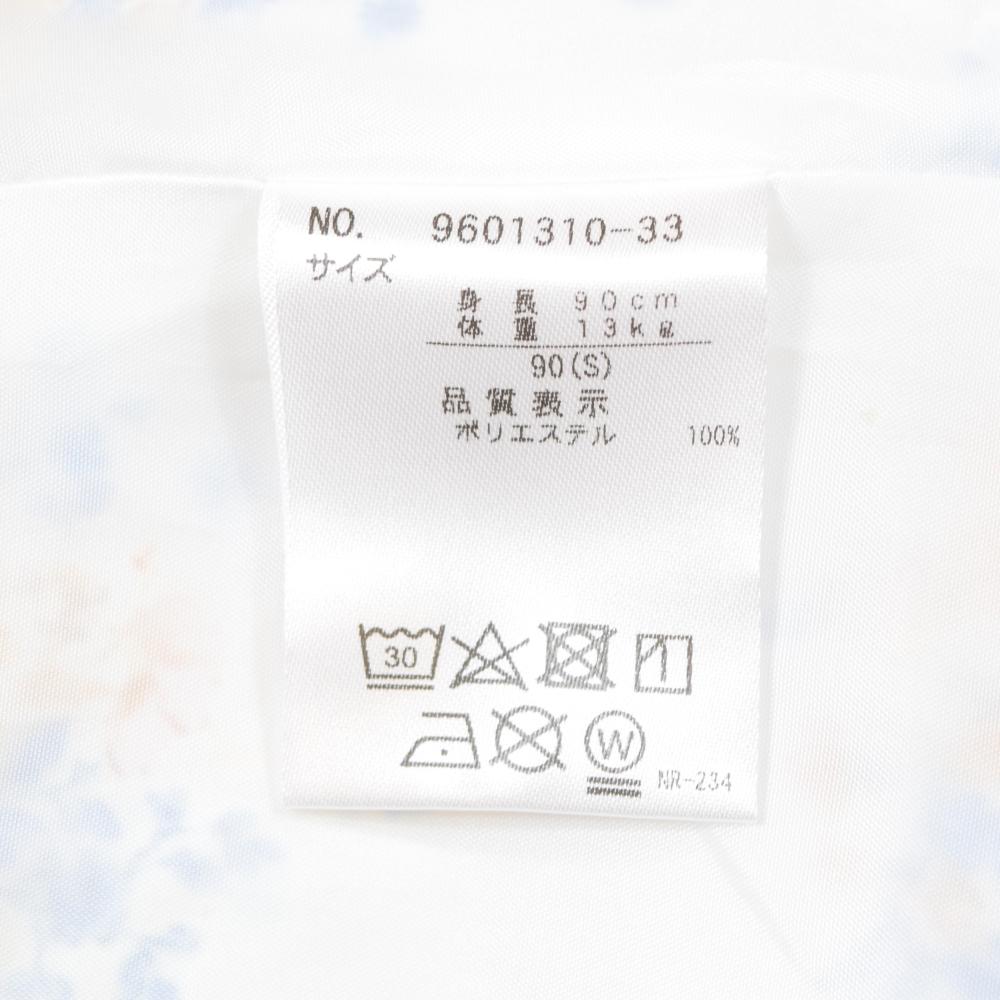 NO. 9601310-33
サイズ
身長 90cm
体重 13kg
90(S)
品質表示
ポリエステル 100%
30
W
NR-234